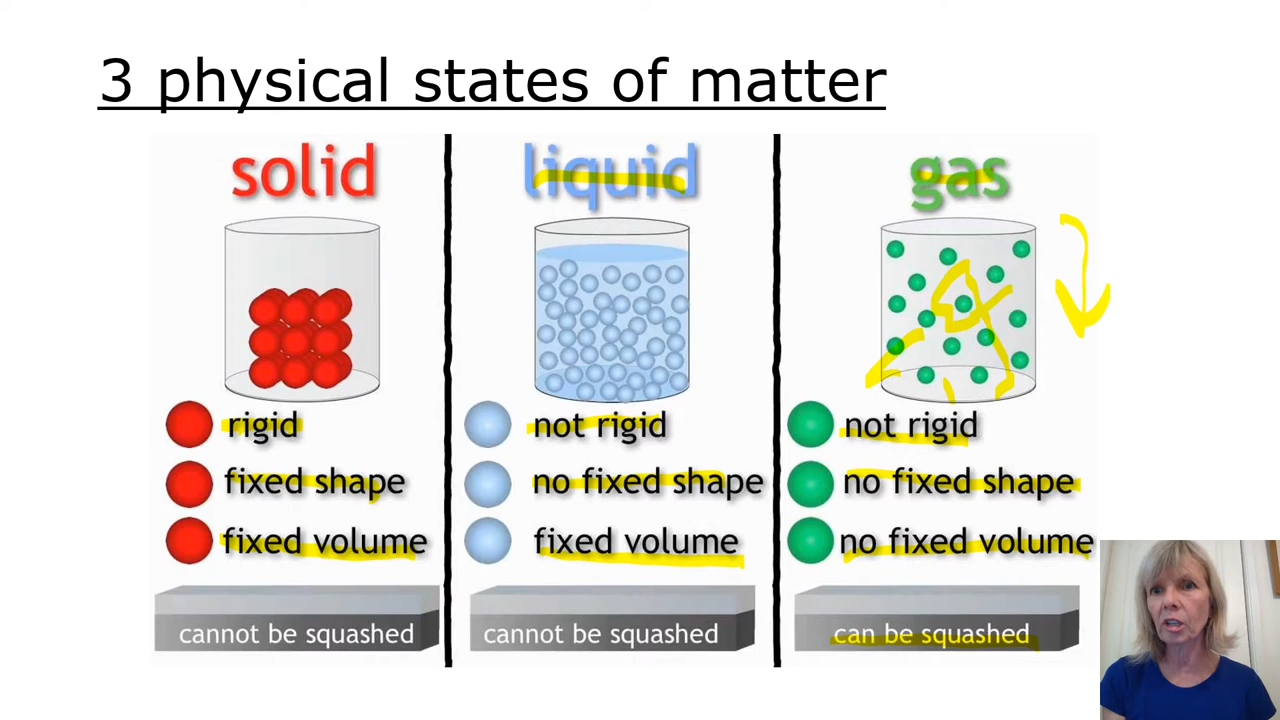 3 physical states of matter
solid
rigid
fixed shape
fixed volume
cannot be squashed
liquid
not rigid
no fixed shape
fixed volume
cannot be squashed
gas
not rigid
no fixed shape
no fixed volume
can be squashed